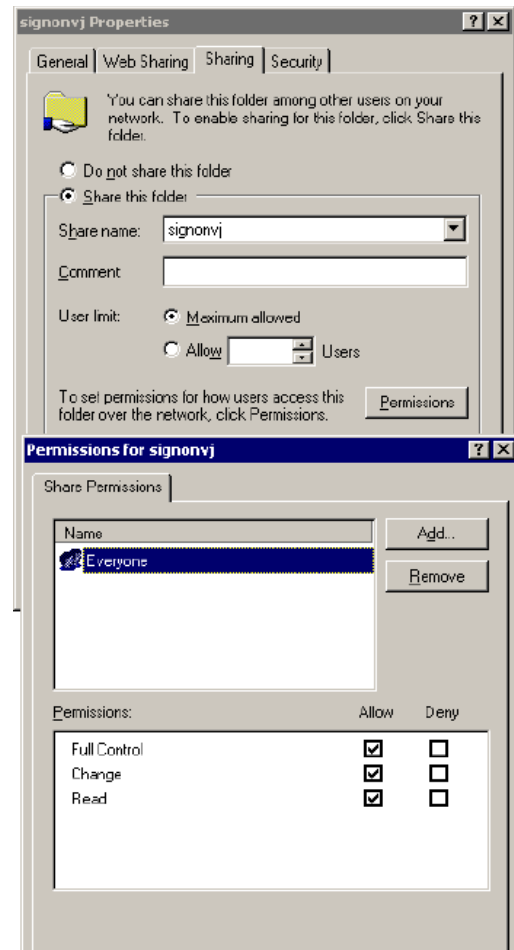 signonvj Properties
General
Web Sharing
Sharing
Security
You can share this folder among other users on your
network. To enable sharing for this folder, click Share this
folder.
Do not share this folder
Share this folder
Share name:
signonvj
Comment
User limit:
Maximum allowed
Allow
Users
To set permissions for how users access this
folder over the network, click Permissions.
Permissions
Permissions for signonvj
Share Permissions
Name
Add...
Everyone
Remove
Permissions:
Allow
Deny
Full Control
Change
Read